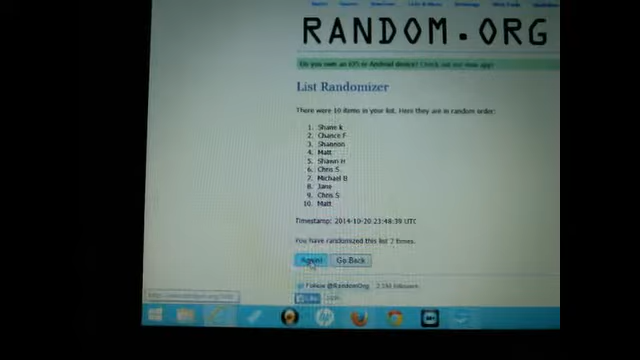 RANDOM.ORG
Do you own an iOS or Android device? Check out our new app!
List Randomizer
There were 10 items in your list. Here they are in random order:
1. Shane k
2. Chance F
3. Shannon
4. Matt
5. Shawn H
6. Chris S
7. Michael B
8. Jane
9. Chris S
10. Matt
Timestamp: 2014-10-20 23:48:39 UTC
You have randomized this list 7 times.
Again! Go Back
Follow @RandomOrg
followers